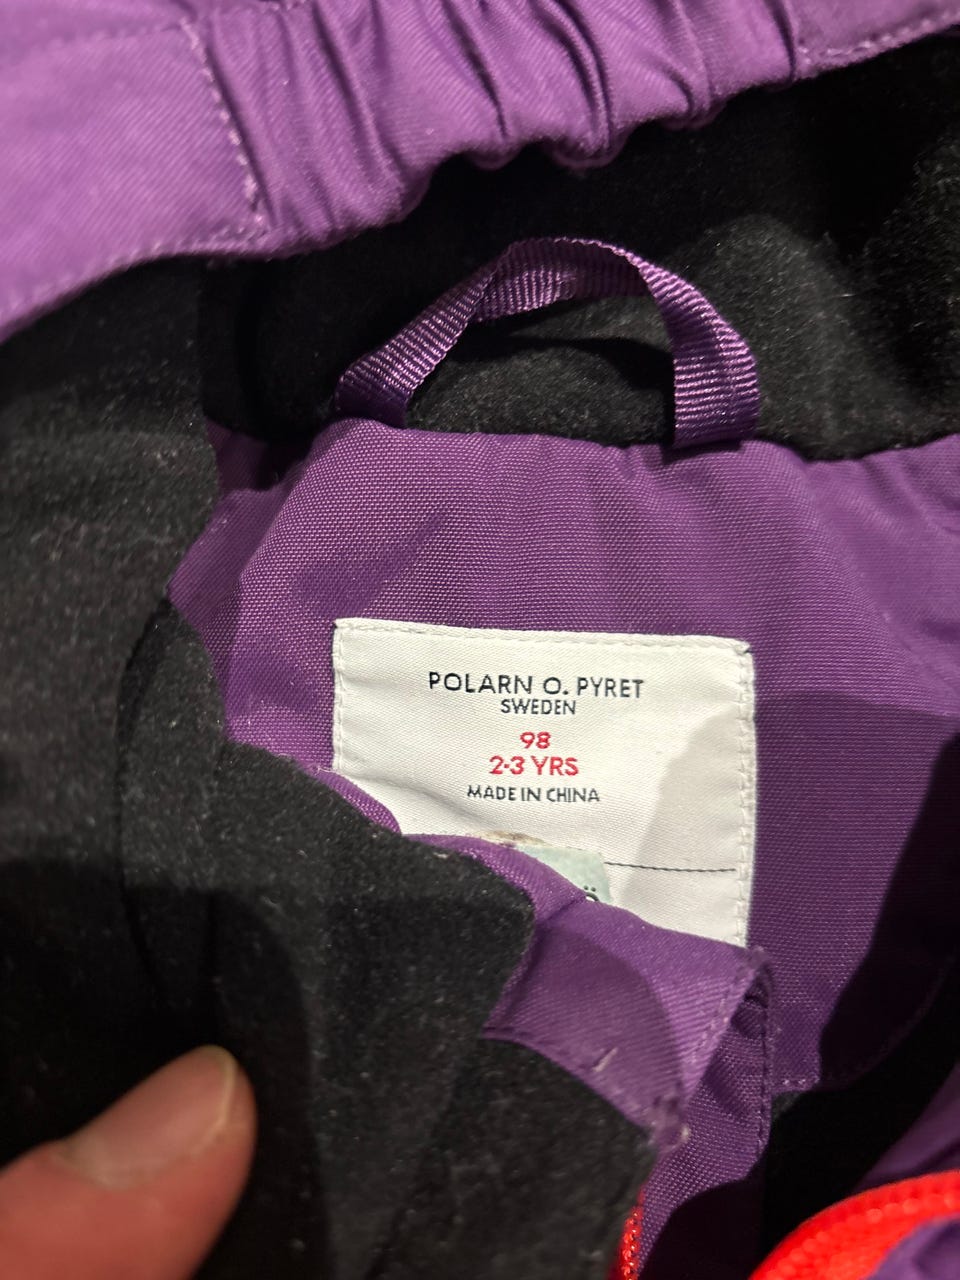 POLARN O. PYRET
SWEDEN
98
2-3 YRS
MADE IN CHINA